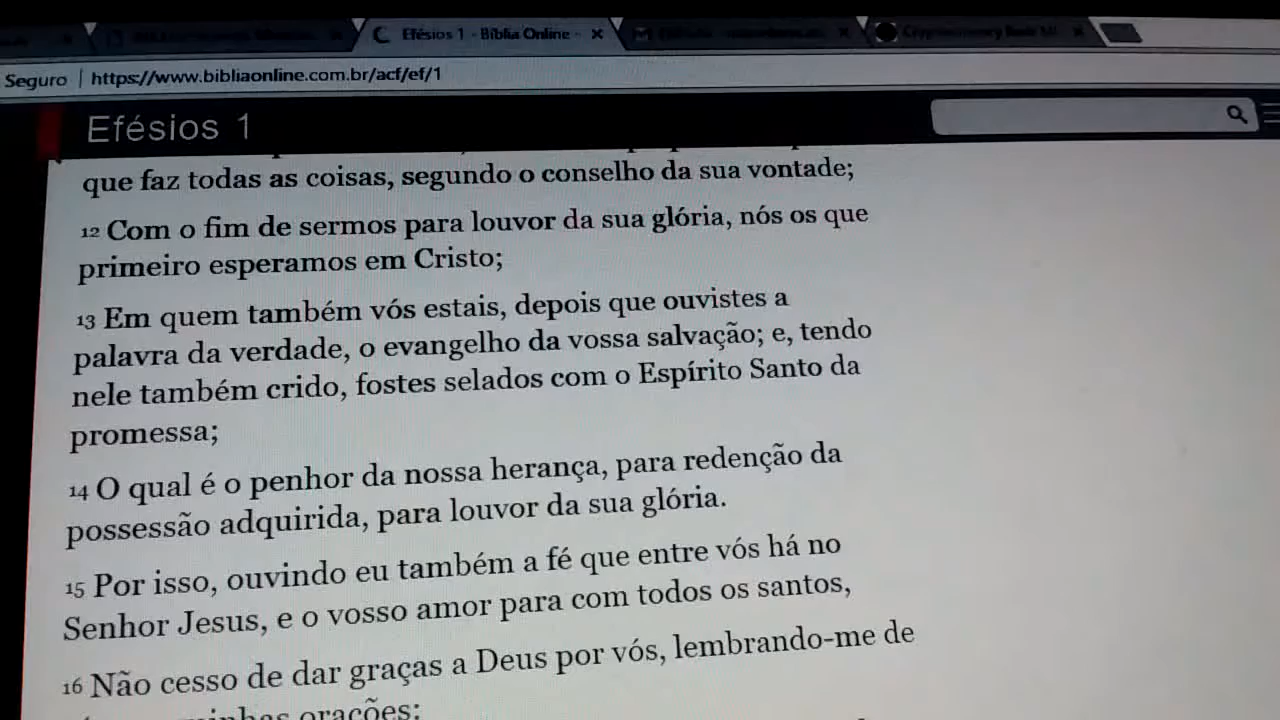 Efésios 1 - Bíblia Online -
Seguro | https://www.bibliaonline.com.br/acf/ef/1
Efésios 1
que faz todas as coisas, segundo o conselho da sua vontade;
12 Com o fim de sermos para louvor da sua glória, nós os que
primeiro esperamos em Cristo;
13 Em quem também vós estais, depois que ouvistes a
palavra da verdade, o evangelho da vossa salvação; e, tendo
nele também crido, fostes selados com o Espírito Santo da
promessa;
14 O qual é o penhor da nossa herança, para redenção da
possessão adquirida, para louvor da sua glória.
15 Por isso, ouvindo eu também a fé que entre vós há no
Senhor Jesus, e o vosso amor para com todos os santos,
16 Não cesso de dar graças a Deus por vós, lembrando-me de
minhas orações: